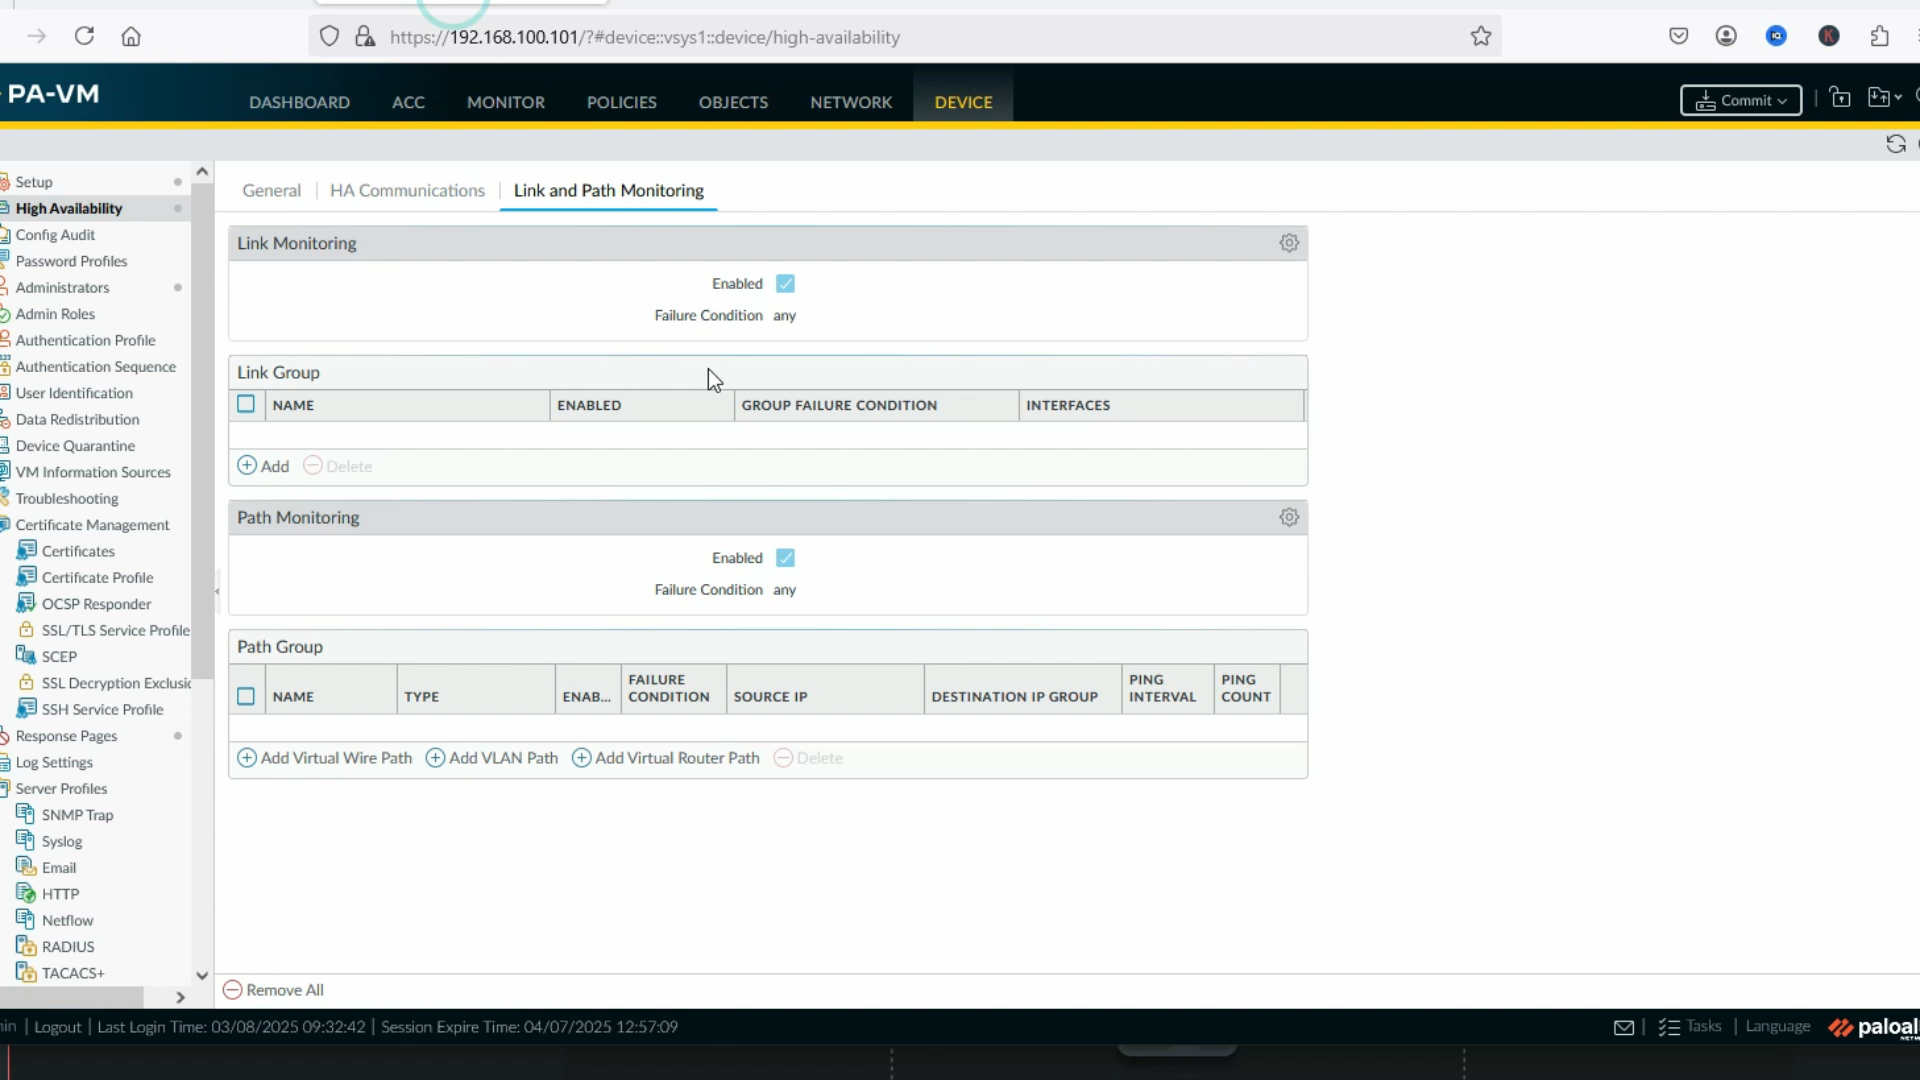 https://192.168.100.101/?#device::vsys1::device/high-availability
PA-VM
DASHBOARD ACC MONITOR POLICIES OBJECTS NETWORK DEVICE
Commit
Setup
High Availability
Config Audit
Password Profiles
Administrators
Admin Roles
Authentication Profile
Authentication Sequence
User Identification
Data Redistribution
Device Quarantine
VM Information Sources
Troubleshooting
Certificate Management
Certificates
Certificate Profile
OCSP Responder
SSL/TLS Service Profile
SCEP
SSL Decryption Exclusic
SSH Service Profile
Response Pages
Log Settings
Server Profiles
SNMP Trap
Syslog
Email
HTTP
Netflow
RADIUS
TACACS+
General HA Communications Link and Path Monitoring
Link Monitoring
Enabled
Failure Condition any
Link Group
NAME ENABLED GROUP FAILURE CONDITION INTERFACES
Add Delete
Path Monitoring
Enabled
Failure Condition any
Path Group
NAME TYPE ENAB... FAILURE CONDITION SOURCE IP DESTINATION IP GROUP PING INTERVAL PING COUNT
Add Virtual Wire Path Add VLAN Path Add Virtual Router Path Delete
Remove All
Logout | Last Login Time: 03/08/2025 09:32:42 | Session Expire Time: 04/07/2025 12:57:09
Tasks | Language paloal